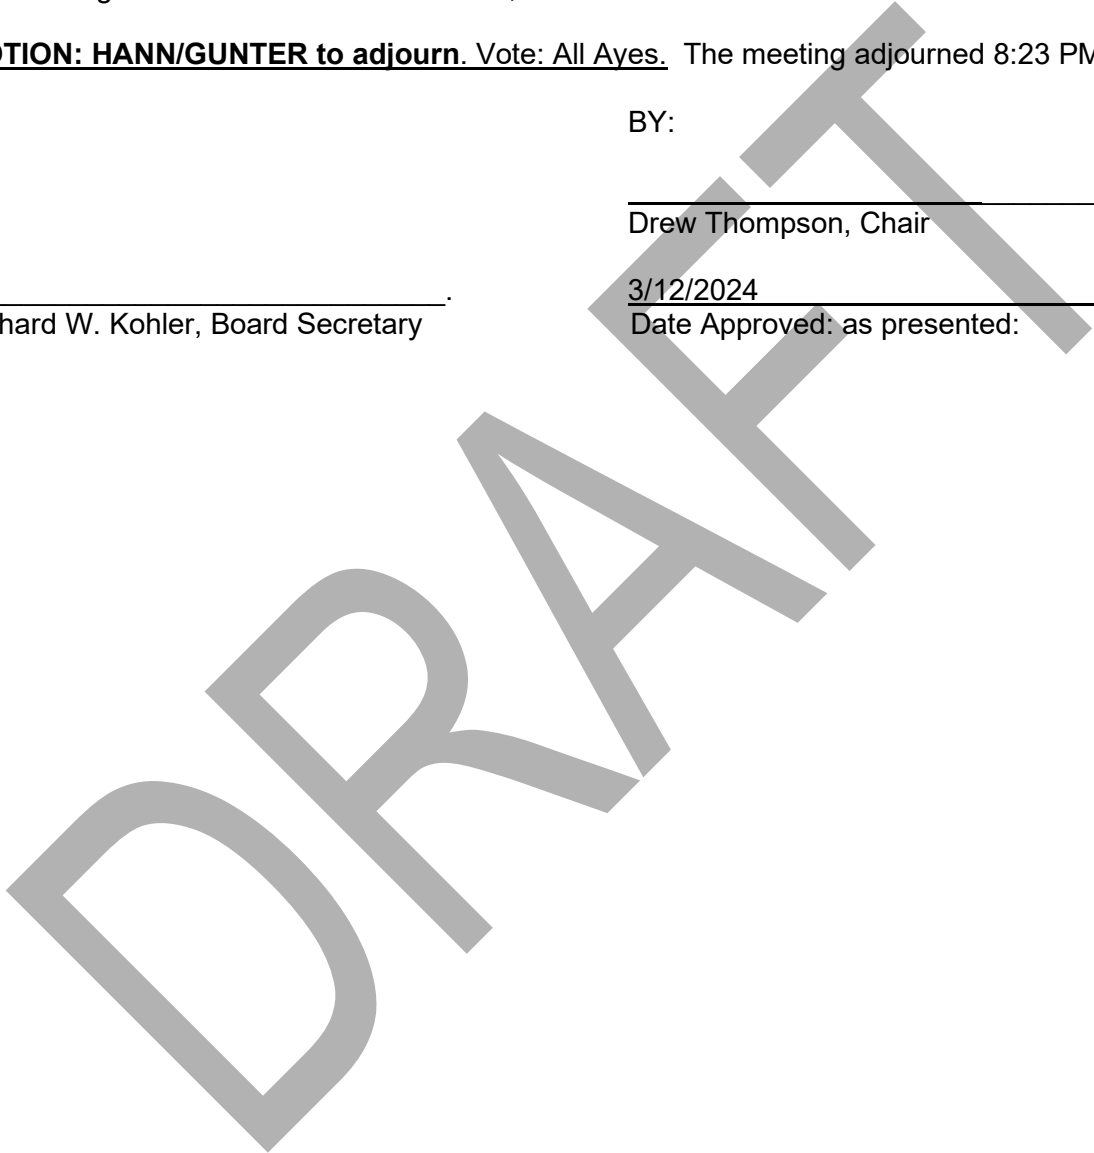 OTION: HANN/GUNTER to adjourn. Vote: All Ayes. The meeting adjourned 8:23 PM
BY:
Drew Thompson, Chair
3/12/2024
.
hard W. Kohler, Board Secretary Date Approved: as presented:
DRAFT